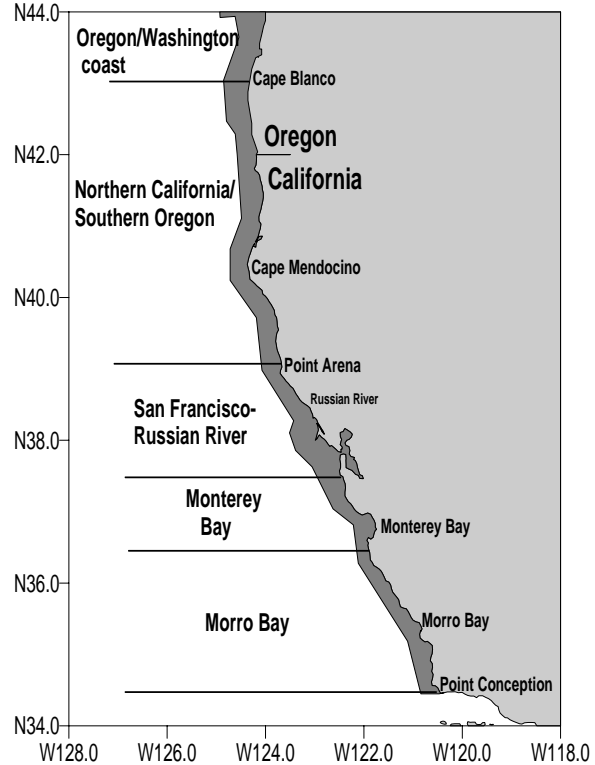 N44.0
Oregon/Washington
coast
Cape Blanco
Oregon
N42.0
California
Northern California/
Southern Oregon
Cape Mendocino
N40.0
Point Arena
Russian River
San Francisco-
Russian River
N38.0
Monterey
Bay
Monterey Bay
N36.0
Morro Bay
Morro Bay
Point Conception
N34.0
W128.0 W126.0 W124.0 W122.0 W120.0 W118.0